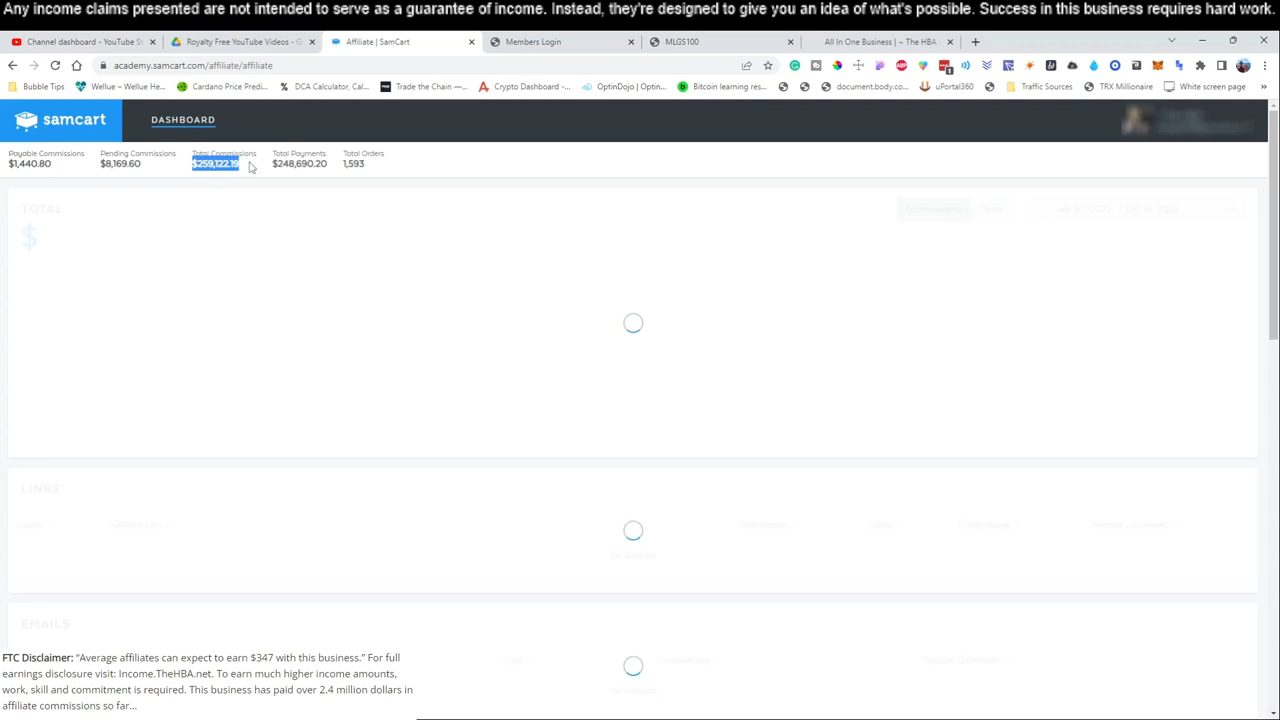 Any income claims presented are not intended to serve as a guarantee of income. Instead, they're designed to give you an idea of what's possible. Success in this business requires hard work.
Channel dashboard - YouTube St
Royalty Free YouTube Videos - G
Affiliate | SamCart
Members Login
MLGS100
All In One Business | – The HBA
academy.samcart.com/affiliate/affiliate
Bubble Tips
Wellue – Wellue He...
Cardano Price Predi...
DCA Calculator, Cal...
Trade the Chain —...
Crypto Dashboard -...
OptinDojo | Optin...
Bitcoin learning res...
document.body.co...
uPortal360
Traffic Sources
TRX Millionaire
White screen page
samcart
DASHBOARD
Payable Commissions
Pending Commissions
Total Commissions
Total Payments
Total Orders
$1,440.80
$8,169.60
$259,122.19
$248,690.20
1,593
TOTAL
$
LINKS
No Results
EMAILS
No Results
FTC Disclaimer: “Average affiliates can expect to earn $347 with this business.” For full
earnings disclosure visit: Income.TheHBA.net. To earn much higher income amounts,
work, skill and commitment is required. This business has paid over 2.4 million dollars in
affiliate commissions so far...